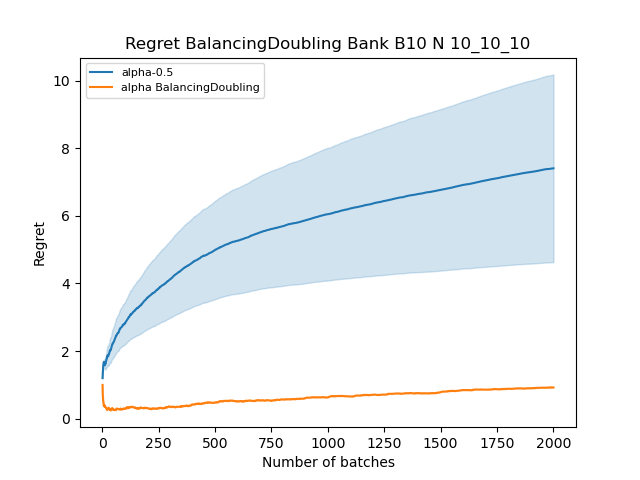 Regret BalancingDoubling Bank B10 N 10_10_10
alpha-0.5
alpha BalancingDoubling
10
8
6
4
2
0
Regret
0 250 500 750 1000 1250 1500 1750 2000
Number of batches